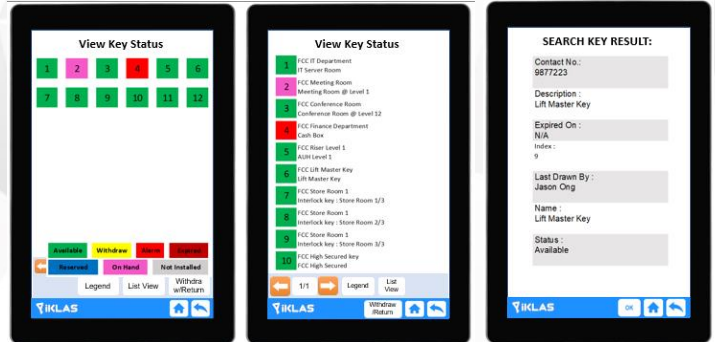 View Key Status
1 2 3 4 5 6
7 8 9 10 11 12
Available Withdraw Alarm Expired
Reserved On Hand Not Installed
Legend List View Withdra
w/Return
iKLAS
View Key Status
1 FCC IT Department
IT Server Room
2 FCC Meeting Room
Meeting Room @ Level 1
3 FCC Conference Room
Conference Room @ Level 12
4 FCC Finance Department
Cash Box
5 FCC Riser Level 1
AUH Level 1
6 FCC Lift Master Key
Lift Master Key
7 FCC Store Room 1
Interlock key : Store Room 1/3
8 FCC Store Room 1
Interlock key : Store Room 2/3
9 FCC Store Room 1
Interlock key : Store Room 3/3
10 FCC High Secured key
FCC High Secured
1/1 Legend List
View
iKLAS Withdraw
/Return
SEARCH KEY RESULT:
Contact No.:
9877223
Description :
Lift Master Key
Expired On :
N/A
Index :
9
Last Drawn By :
Jason Ong
Name :
Lift Master Key
Status :
Available
iKLAS OK